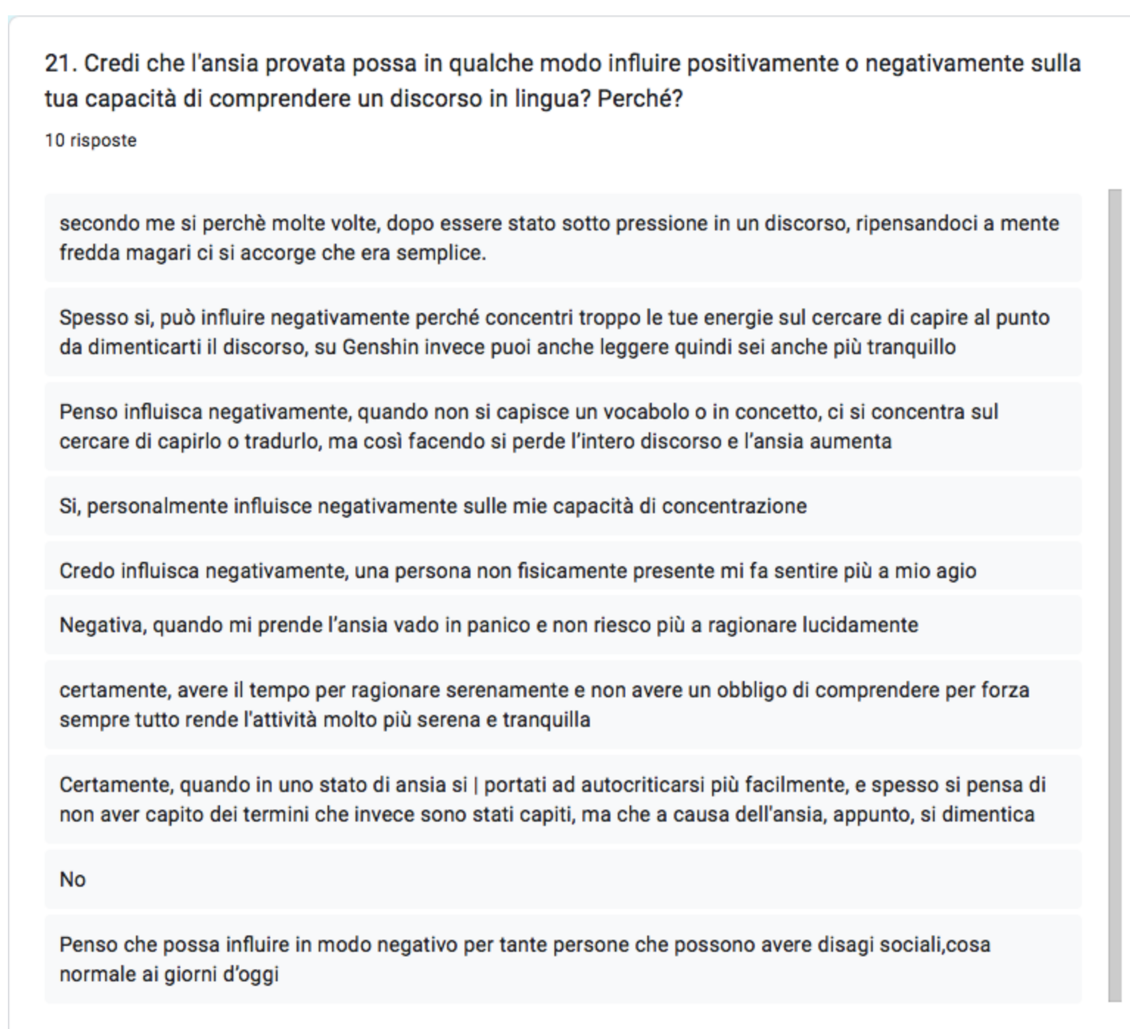 21. Credi che l'ansia provata possa in qualche modo influire positivamente o negativamente sulla
tua capacità di comprendere un discorso in lingua? Perché?
10 risposte
secondo me si perchè molte volte, dopo essere stato sotto pressione in un discorso, ripensandoci a mente
fredda magari ci si accorge che era semplice.
Spesso si, può influire negativamente perché concentri troppo le tue energie sul cercare di capire al punto
da dimenticarti il discorso, su Genshin invece puoi anche leggere quindi sei anche più tranquillo
Penso influisca negativamente, quando non si capisce un vocabolo o in concetto, ci si concentra sul
cercare di capirlo o tradurlo, ma così facendo si perde l’intero discorso e l’ansia aumenta
Si, personalmente influisce negativamente sulle mie capacità di concentrazione
Credo influisca negativamente, una persona non fisicamente presente mi fa sentire più a mio agio
Negativa, quando mi prende l’ansia vado in panico e non riesco più a ragionare lucidamente
certamente, avere il tempo per ragionare serenamente e non avere un obbligo di comprendere per forza
sempre tutto rende l'attività molto più serena e tranquilla
Certamente, quando in uno stato di ansia si | portati ad autocriticarsi più facilmente, e spesso si pensa di
non aver capito dei termini che invece sono stati capiti, ma che a causa dell'ansia, appunto, si dimentica
No
Penso che possa influire in modo negativo per tante persone che possono avere disagi sociali,cosa
normale ai giorni d’oggi